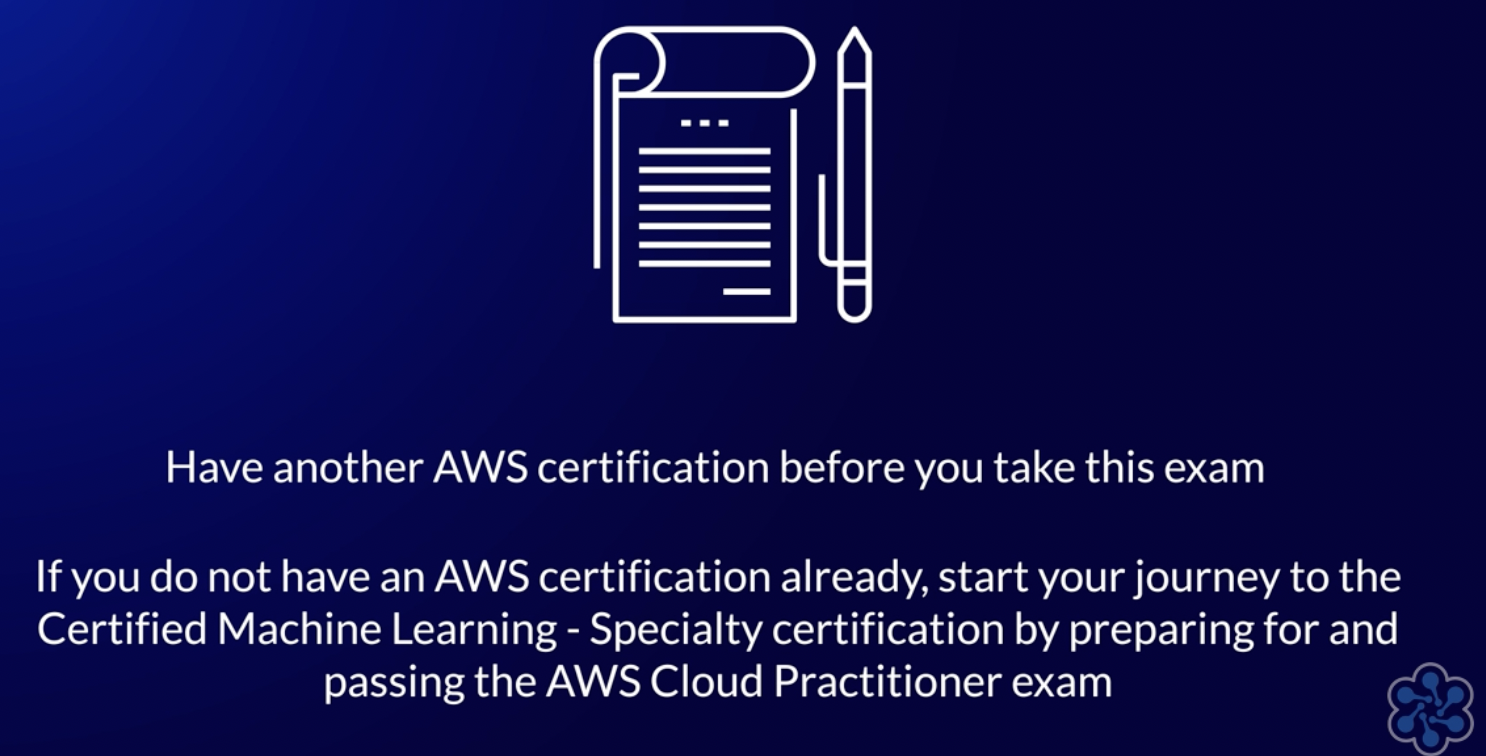 Have another AWS certification before you take this exam
If you do not have an AWS certification already, start your journey to the
Certified Machine Learning - Specialty certification by preparing for and
passing the AWS Cloud Practitioner exam